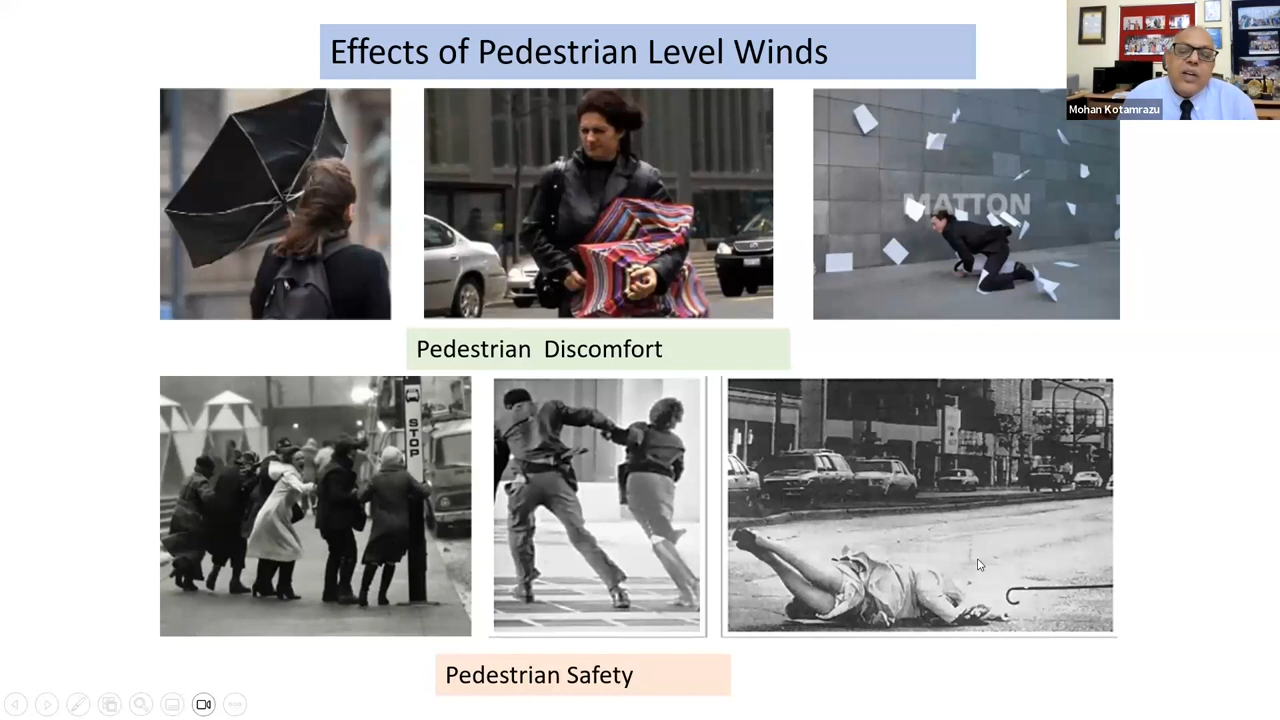 Effects of Pedestrian Level Winds
Mohan Kotamrazu
MATTON
Pedestrian Discomfort
STOP
Pedestrian Safety